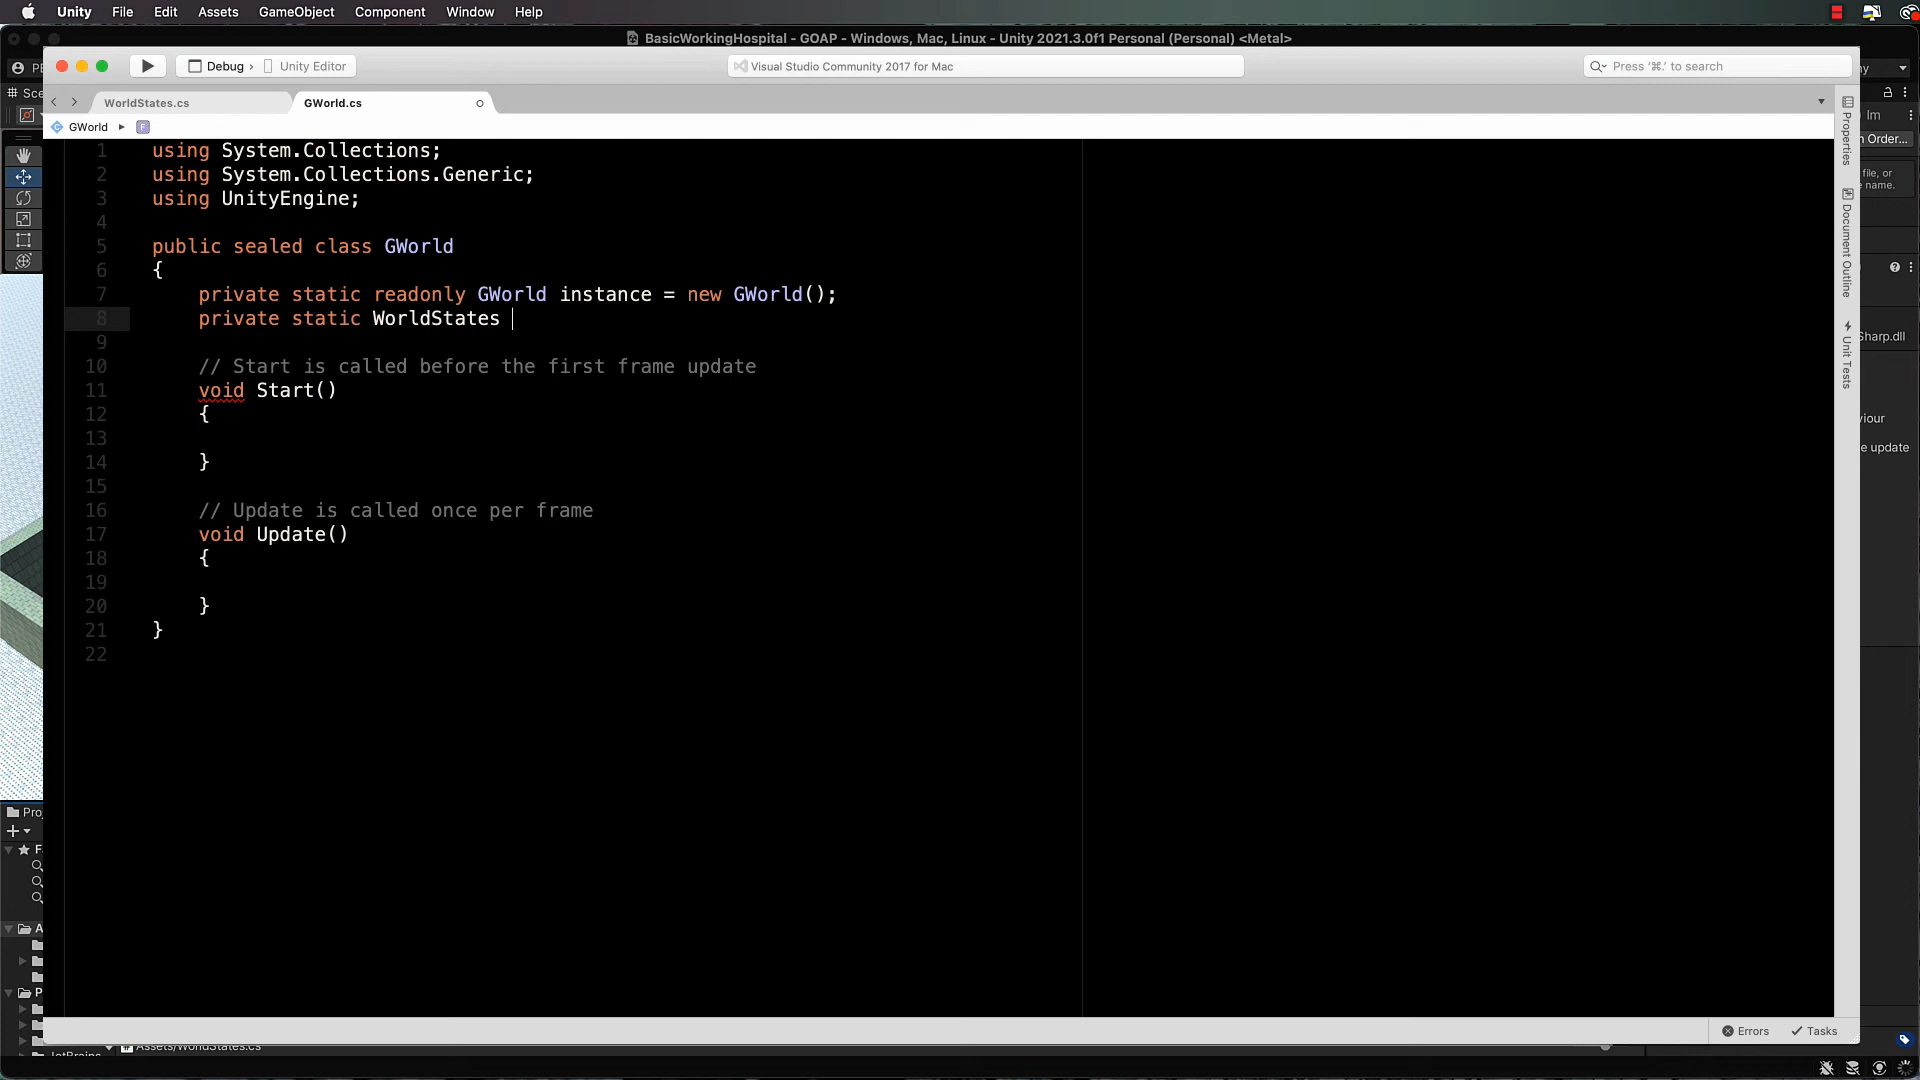 Unity File Edit Assets GameObject Component Window Help
BasicWorkingHospital - GOAP - Windows, Mac, Linux - Unity 2021.3.0f1 Personal (Personal) <Metal>
Debug › Unity Editor
Visual Studio Community 2017 for Mac
Press '⌘.' to search
WorldStates.cs
GWorld.cs
GWorld
1 using System.Collections;
2 using System.Collections.Generic;
3 using UnityEngine;
4
5 public sealed class GWorld
6 {
7 private static readonly GWorld instance = new GWorld();
8 private static WorldStates
9
10 // Start is called before the first frame update
11 void Start()
12 {
13
14 }
15
16 // Update is called once per frame
17 void Update()
18 {
19
20 }
21 }
22
Properties
Document Outline
Unit Tests
Sce
Im
n Order...
file, or
e name.
Sharp.dll
viour
e update
Pro
Assets/WorldStates.cs
Errors
Tasks